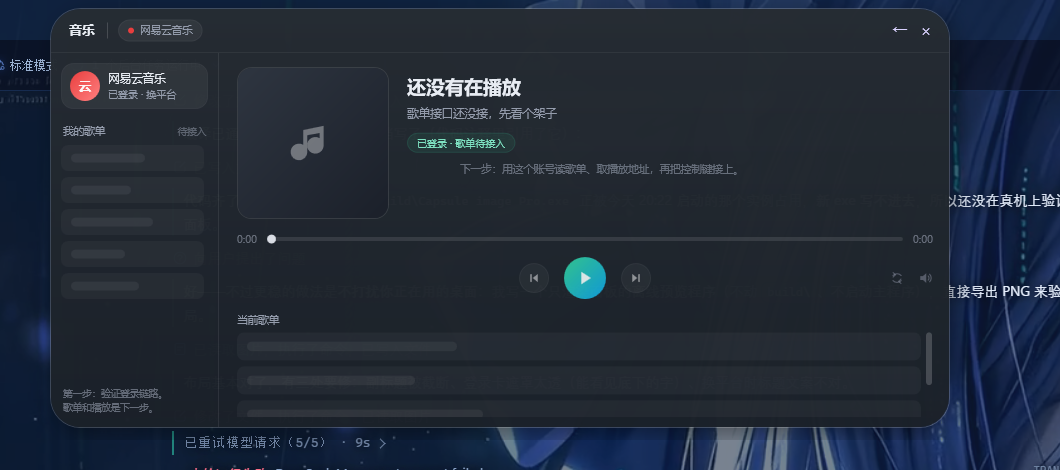 音乐
网易云音乐
标准模式
云
网易云音乐
已登录 · 换平台
我的歌单
待接入
还没有在播放
歌单接口还没接，先看个架子
已登录 · 歌单待接入
下一步：用这个账号读歌单、取播放地址，再把控制键接上。
以还没在真机上验证
0:00
0:00
直接导出 PNG 来验
当前歌单
第一步：验证登录链路。
歌单和播放是下一步。
已重试模型请求（5/5） · 9s